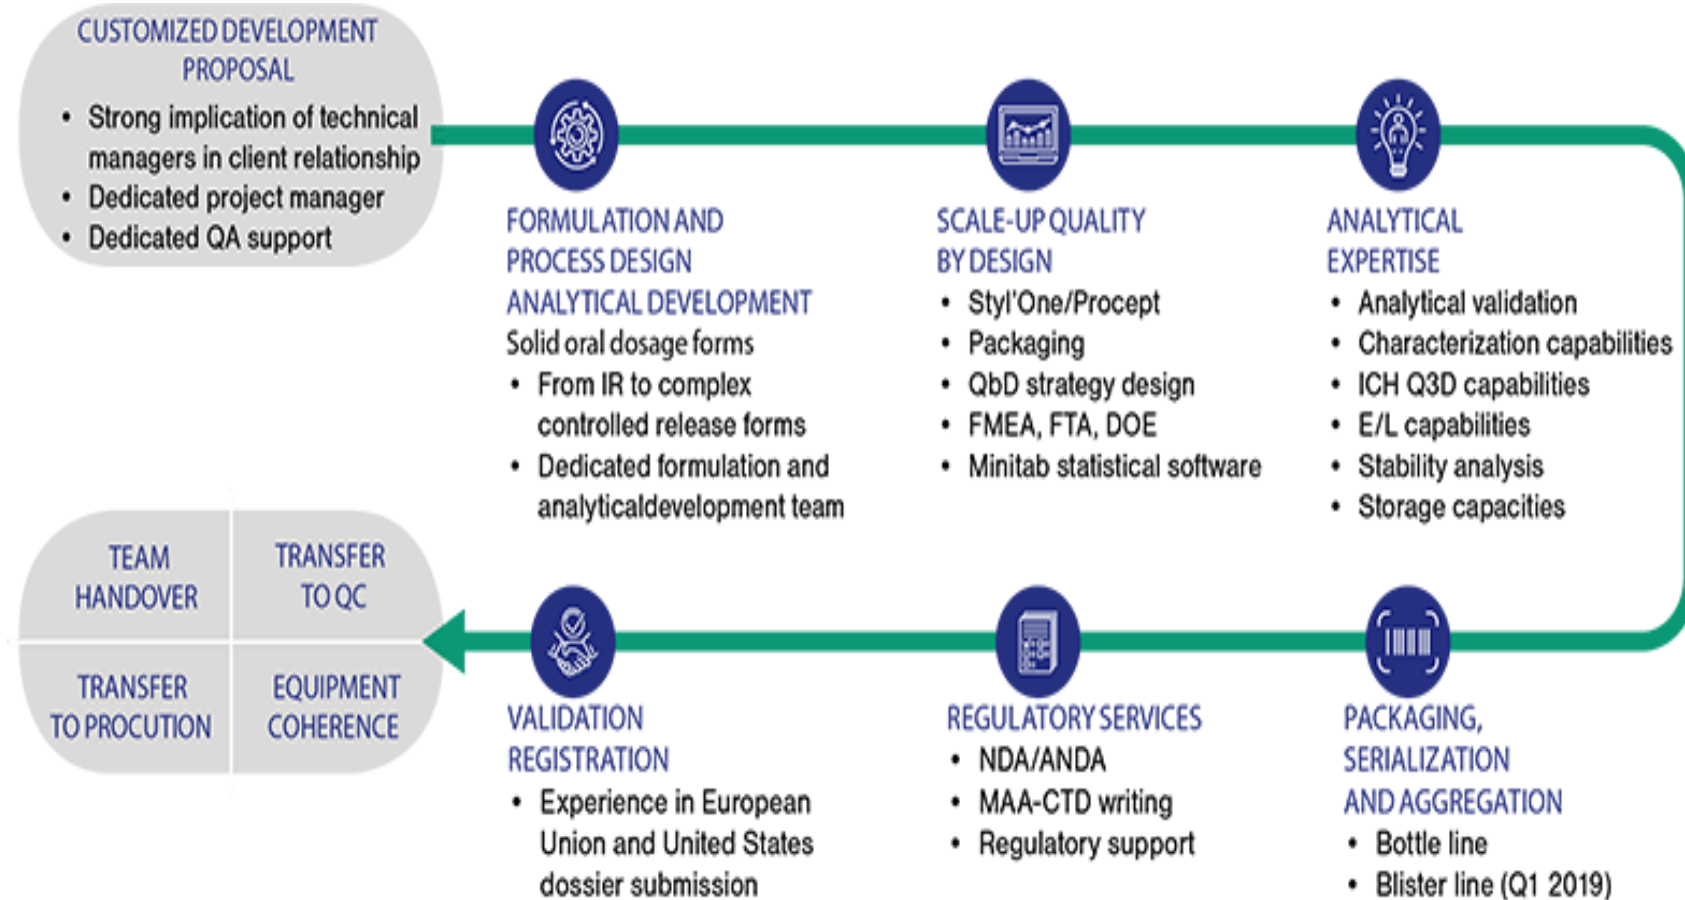 CUSTOMIZED DEVELOPMENT
PROPOSAL
• Strong implication of technical
managers in client relationship
• Dedicated project manager
• Dedicated QA support
FORMULATION AND
PROCESS DESIGN
ANALYTICAL DEVELOPMENT
Solid oral dosage forms
• From IR to complex
controlled release forms
• Dedicated formulation and
analyticaldevelopment team
SCALE-UP QUALITY
BY DESIGN
• Styl'One/Procept
• Packaging
• QbD strategy design
• FMEA, FTA, DOE
• Minitab statistical software
ANALYTICAL
EXPERTISE
• Analytical validation
• Characterization capabilities
• ICH Q3D capabilities
• E/L capabilities
• Stability analysis
• Storage capacities
PACKAGING,
SERIALIZATION
AND AGGREGATION
• Bottle line
• Blister line (Q1 2019)
REGULATORY SERVICES
• NDA/ANDA
• MAA-CTD writing
• Regulatory support
VALIDATION
REGISTRATION
• Experience in European
Union and United States
dossier submission
TEAM
HANDOVER
TRANSFER
TO QC
TRANSFER
TO PROCUTION
EQUIPMENT
COHERENCE